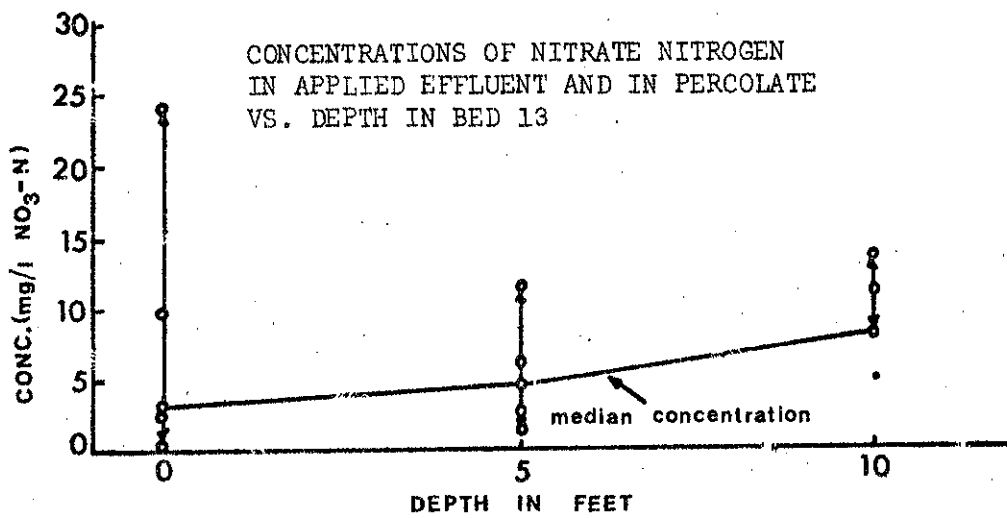 30
CONCENTRATIONS OF NITRATE NITROGEN
IN APPLIED EFFLUENT AND IN PERCOLATE
VS. DEPTH IN BED 13
25
20
15
10
5
0
CONC.(mg/l NO₃-N)
median concentration
0 5 10
DEPTH IN FEET